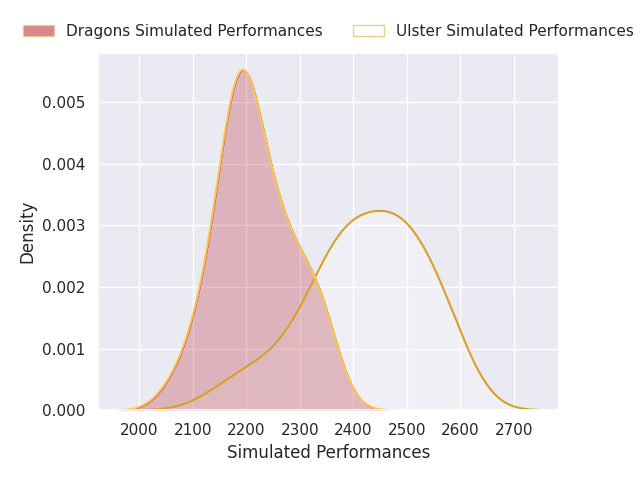 Dragons Simulated Performances
Ulster Simulated Performances
Density
0.005
0.004
0.003
0.002
0.001
0.000
2000 2100 2200 2300 2400 2500 2600 2700
Simulated Performances